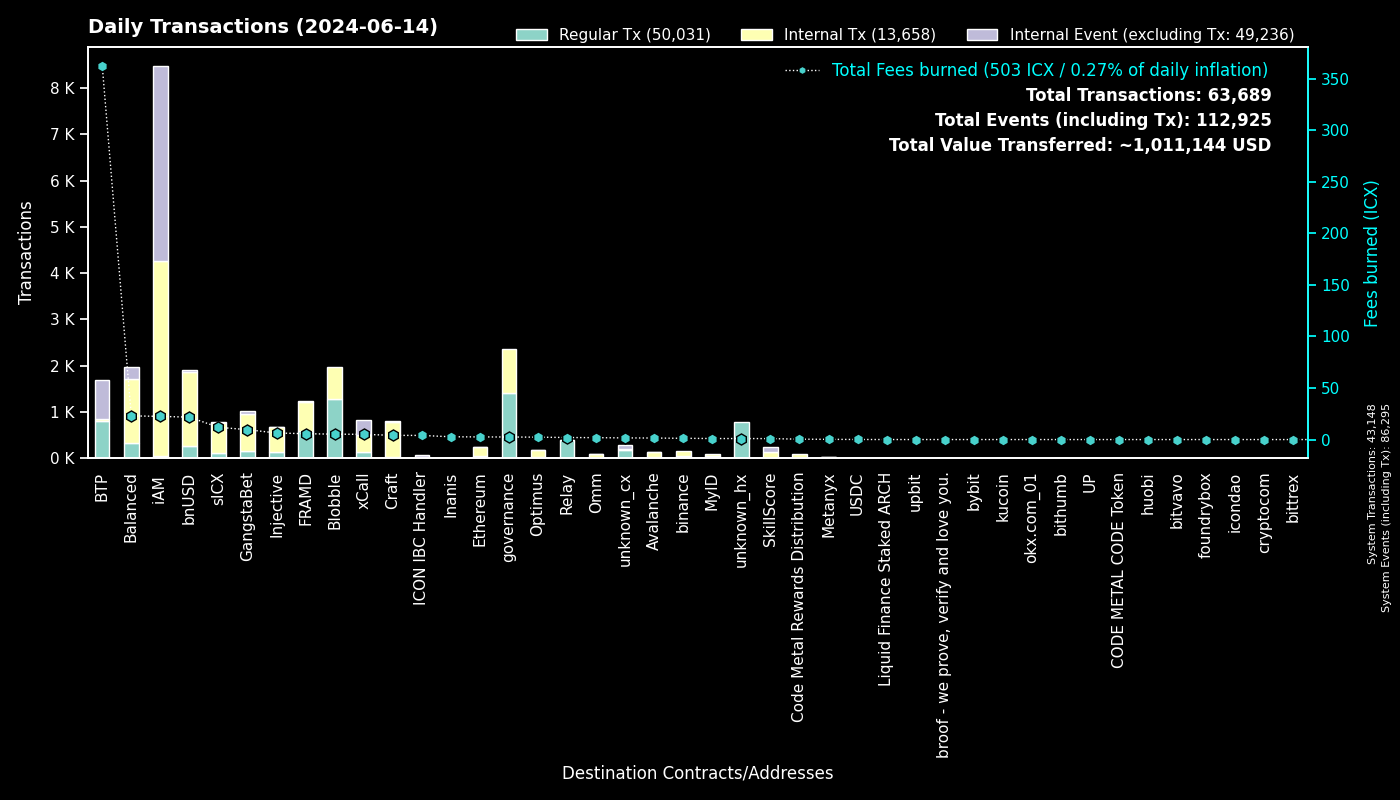 Daily Transactions (2024-06-14)
Regular Tx (50,031)
Internal Tx (13,658)
Internal Event (excluding Tx: 49,236)
Total Fees burned (503 ICX / 0.27% of daily inflation)
Total Transactions: 63,689
Total Events (including Tx): 112,925
Total Value Transferred: ~1,011,144 USD
8 K
7 K
6 K
5 K
4 K
3 K
2 K
1 K
0 K
Transactions
350
300
250
200
150
100
50
0
Fees burned (ICX)
System Transactions: 43,148
System Events (including Tx): 86,295
BTP
Balanced
iAM
bnUSD
sICX
GangstaBet
Injective
FRAMD
Blobble
xCall
Craft
ICON IBC Handler
Inanis
Ethereum
governance
Optimus
Relay
Omm
unknown_cx
Avalanche
binance
MyID
unknown_hx
SkillScore
Code Metal Rewards Distribution
Metanyx
USDC
Liquid Finance Staked ARCH
upbit
broof - we prove, verify and love you.
bybit
kucoin
okx.com_01
bithumb
UP
CODE METAL CODE Token
huobi
bitvavo
foundrybox
icondao
cryptocom
bittrex
Destination Contracts/Addresses